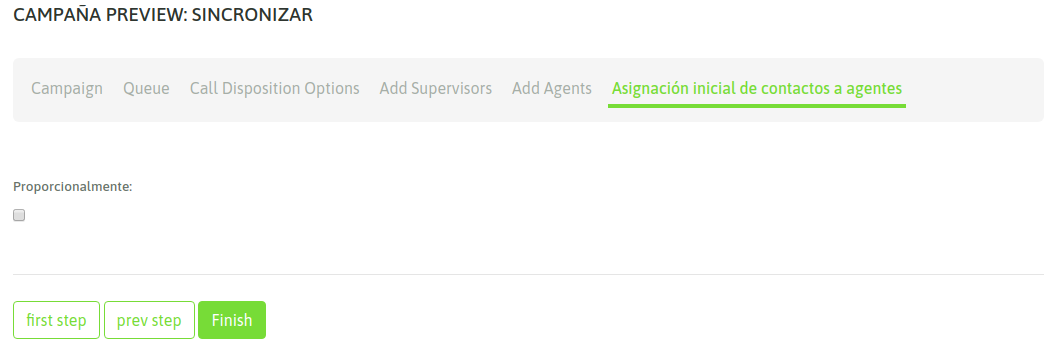 CAMPAÑA PREVIEW: SINCRONIZAR
Campaign Queue Call Disposition Options Add Supervisors Add Agents Asignación inicial de contactos a agentes
Proporcionalmente:
first step prev step Finish